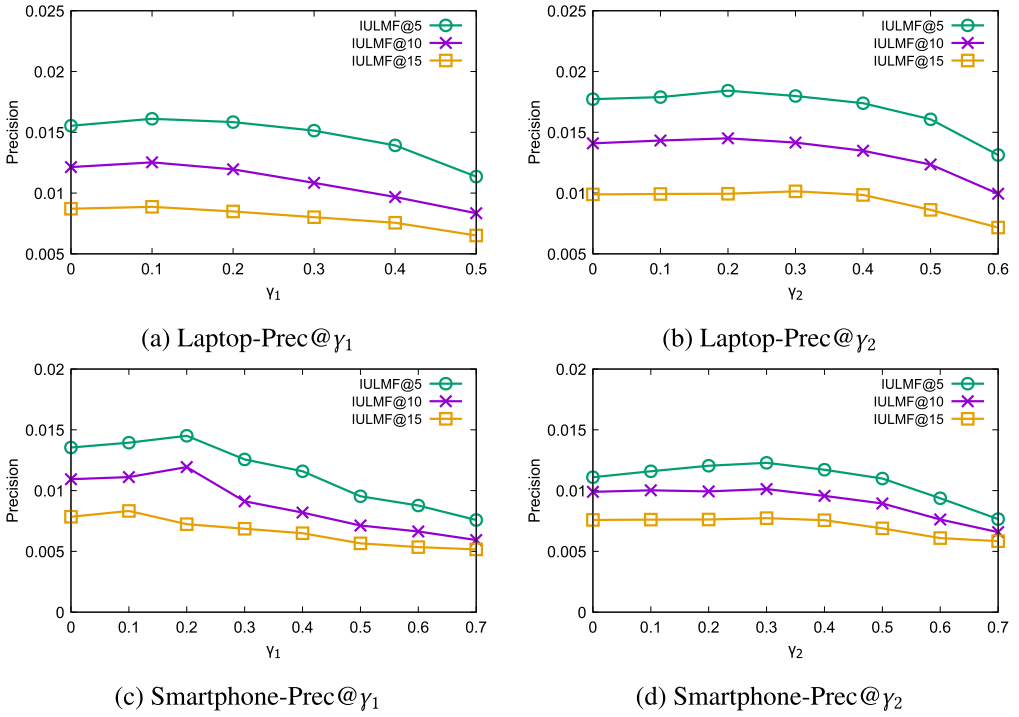 0.025
0.02
0.015
0.01
0.005
Precision
IULMF@5
IULMF@10
IULMF@15
0 0.1 0.2 0.3 0.4 0.5
γ1
(a) Laptop-Prec@γ1
0.025
0.02
0.015
0.01
0.005
Precision
IULMF@5
IULMF@10
IULMF@15
0 0.1 0.2 0.3 0.4 0.5 0.6
γ2
(b) Laptop-Prec@γ2
0.02
0.015
0.01
0.005
0
Precision
IULMF@5
IULMF@10
IULMF@15
0 0.1 0.2 0.3 0.4 0.5 0.6 0.7
γ1
(c) Smartphone-Prec@γ1
0.02
0.015
0.01
0.005
0
Precision
IULMF@5
IULMF@10
IULMF@15
0 0.1 0.2 0.3 0.4 0.5 0.6 0.7
γ2
(d) Smartphone-Prec@γ2